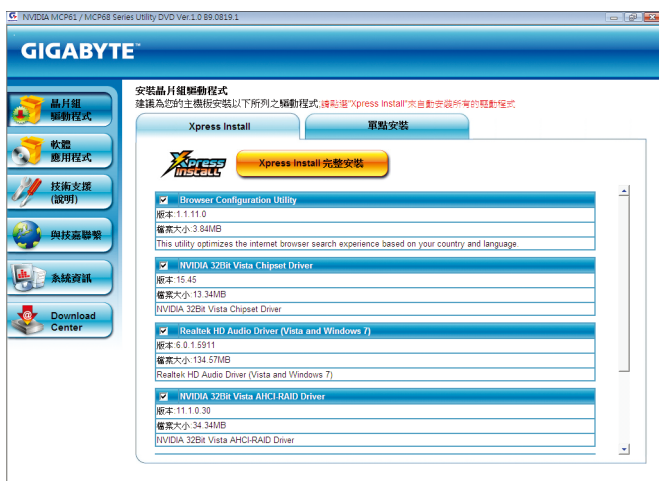 NVIDIA MCP61 / MCP68 Series Utility DVD Ver.1.0 B9.0819.1
GIGABYTE™
晶片組
驅動程式
軟體
應用程式
技術支援
(說明)
與技嘉聯繫
系統資訊
Download
Center
安裝晶片組驅動程式
建議為您的主機板安裝以下所列之驅動程式,請點選"Xpress Install"來自動安裝所有的驅動程式
Xpress Install
單點安裝
Xpress Install
Xpress Install 完整安裝
Browser Configuration Utility
版本:1.1.11.0
檔案大小:3.84MB
This utility optimizes the internet browser search experience based on your country and language.
NVIDIA 32Bit Vista Chipset Driver
版本:15.45
檔案大小:13.34MB
NVIDIA 32Bit Vista Chipset Driver
Realtek HD Audio Driver (Vista and Windows 7)
版本:6.0.1.5911
檔案大小:134.57MB
Realtek HD Audio Driver (Vista and Windows 7)
NVIDIA 32Bit Vista AHCI-RAID Driver
版本:11.1.0.30
檔案大小:34.34MB
NVIDIA 32Bit Vista AHCI-RAID Driver